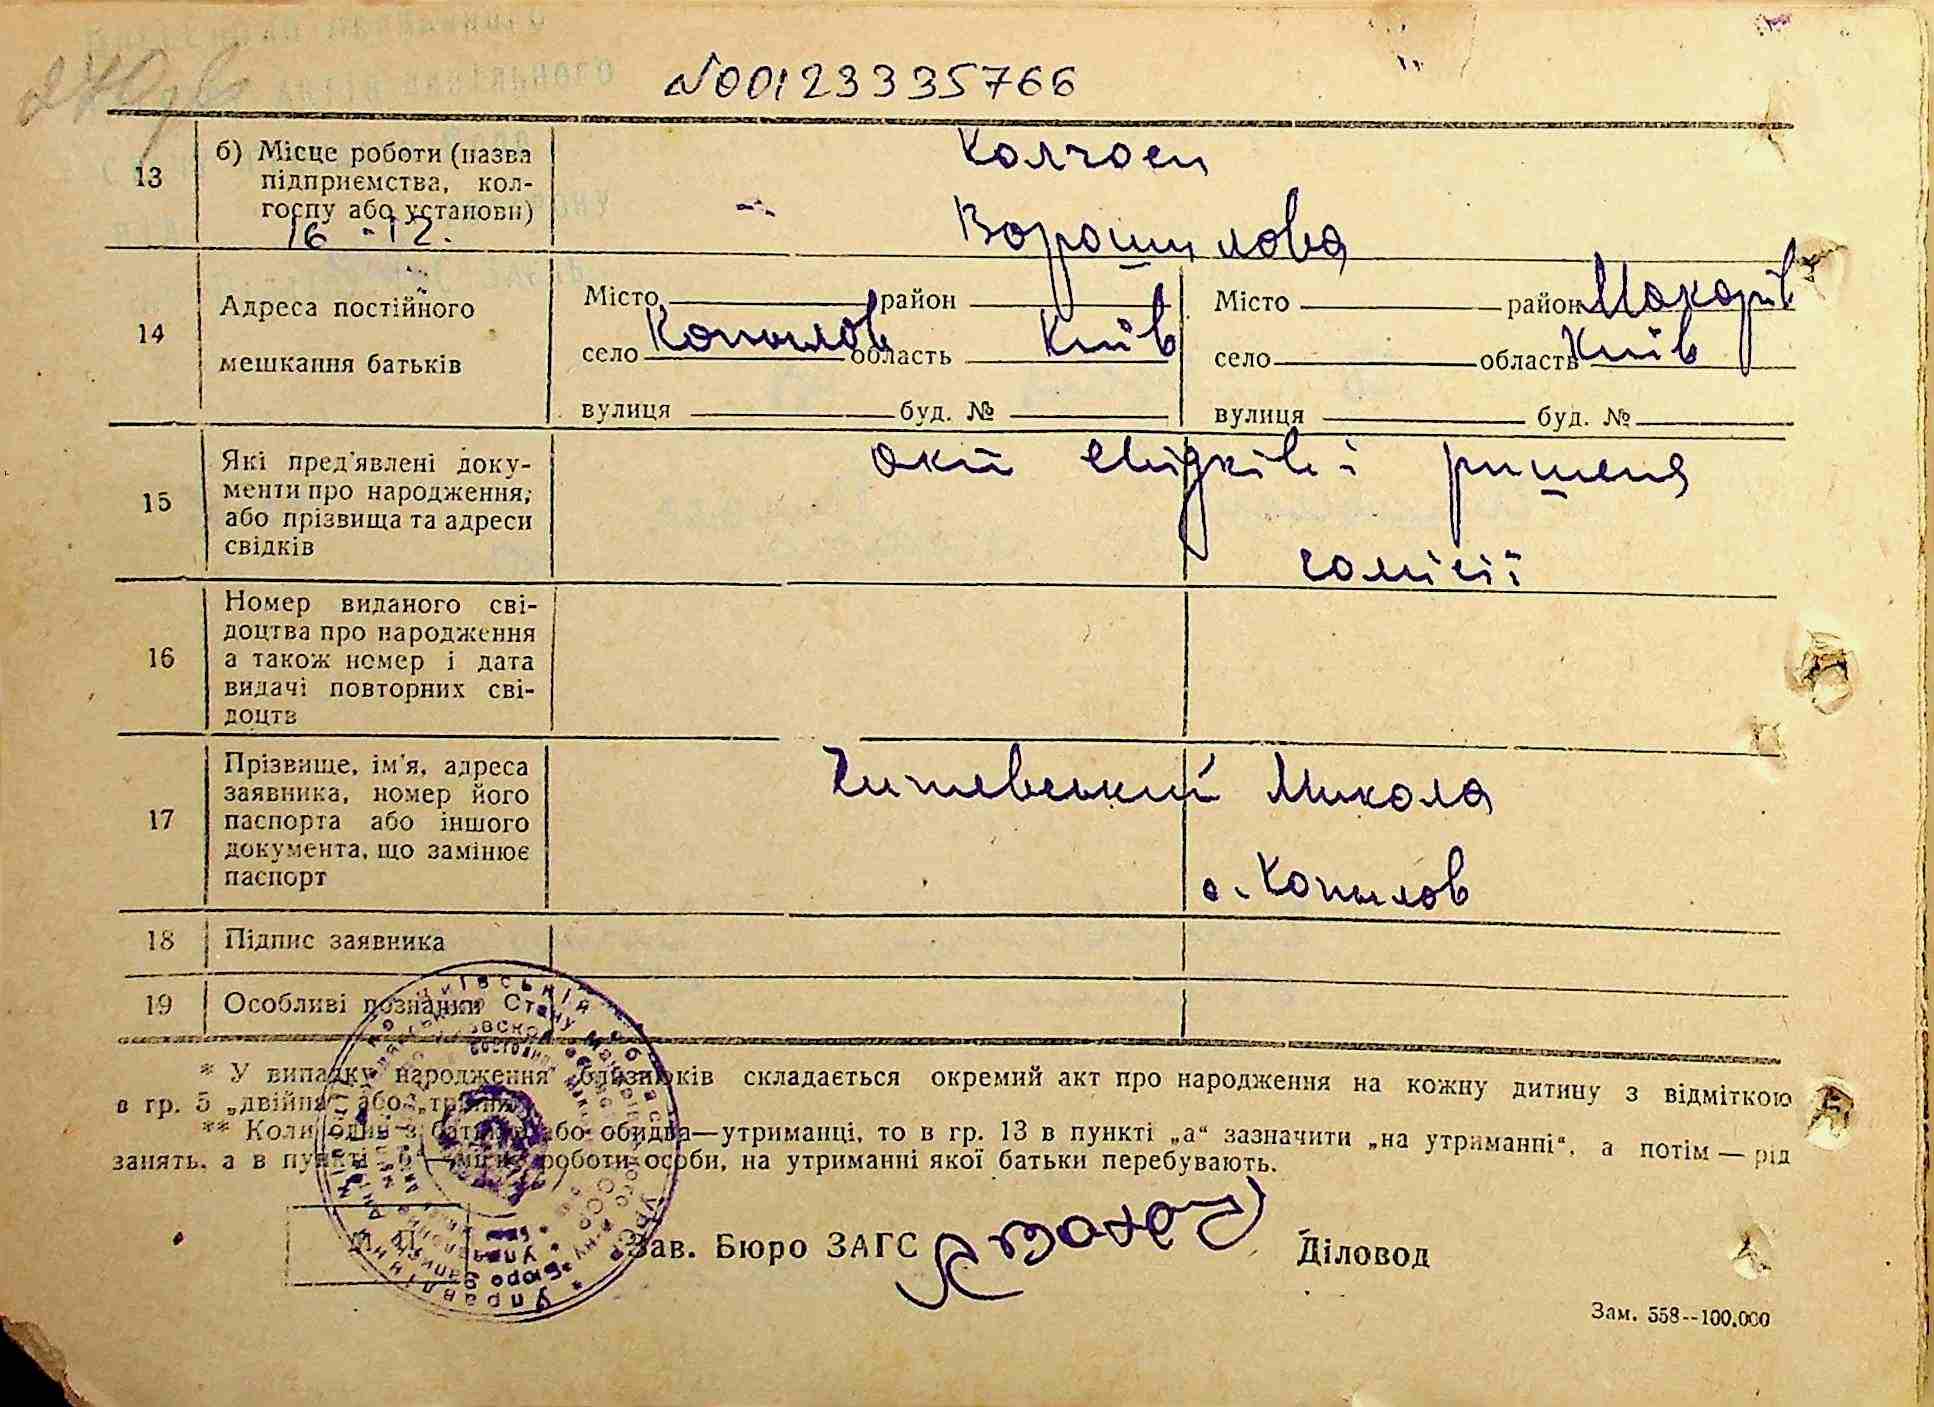 №00123335766
13 б) Місце роботи (назва
підприємства, кол-
госпу або установи)
16 - 12.
Колгосп
Ворошилова
14 Адреса постійного
мешкання батьків
Місто район Місто район Макарів
село Копылов область Київ село область Київ
вулиця буд. № вулиця буд. №
15 Які пред'явлені доку-
менти про народження,
або прізвища та адреси
свідків
акт свідків і ришеня
комісії
16 Номер виданого сві-
доцтва про народження
а також номер і дата
видачі повторних сві-
доцтв
17 Прізвище, ім'я, адреса
заявника, номер його
паспорта або іншого
документа, що замінює
паспорт
Микола
с. Копылов
18 Підпис заявника
19 Особливі познанки
* У випадку народження близнюків складається окремий акт про народження на кожну дитину з відміткою
в гр. 5 „двійня“ або „трійня“.
** Коли один з батьків або обидва—утриманці, то в гр. 13 в пункті „а“ зазначити „на утриманні“, а потім — рід
занять, а в пункті „б“—місце роботи особи, на утриманні якої батьки перебувають.
Зав. Бюро ЗАГС Діловод
Зам. 558--100.000